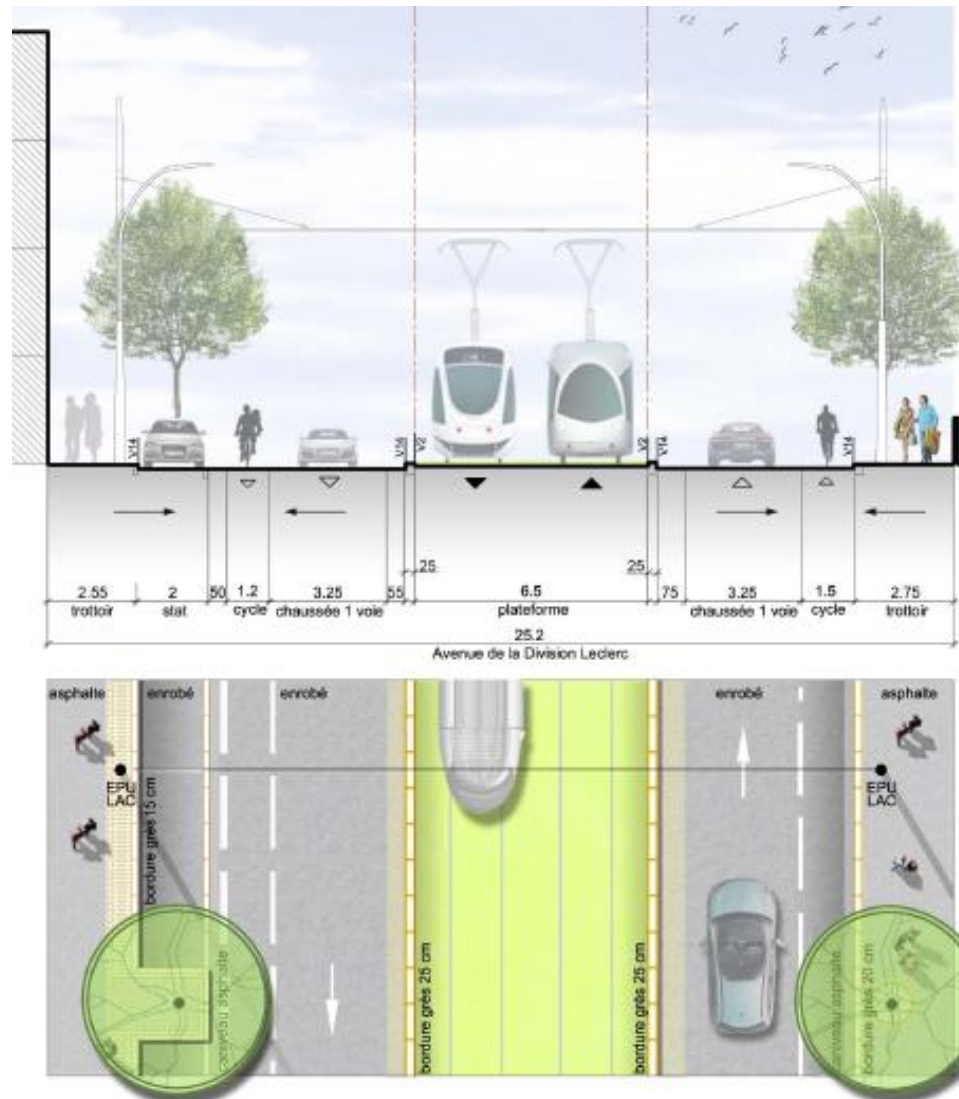 V14
V14
V2
V2
V14
V14
25
25
2.55
2
50
1.2
3.25
55
6.5
75
3.25
1.5
2.75
trottoir
stat
cycle
chaussée 1 voie
plateforme
chaussée 1 voie
cycle
trottoir
25.2
Avenue de la Division Leclerc
asphalte
enrobé
enrobé
enrobé
asphalte
EPU
LAC
EPU
LAC
bordure grès 15 cm
bordure grès 25 cm
bordure grès 25 cm
bordure grès 20 cm
asphalte
asphalte